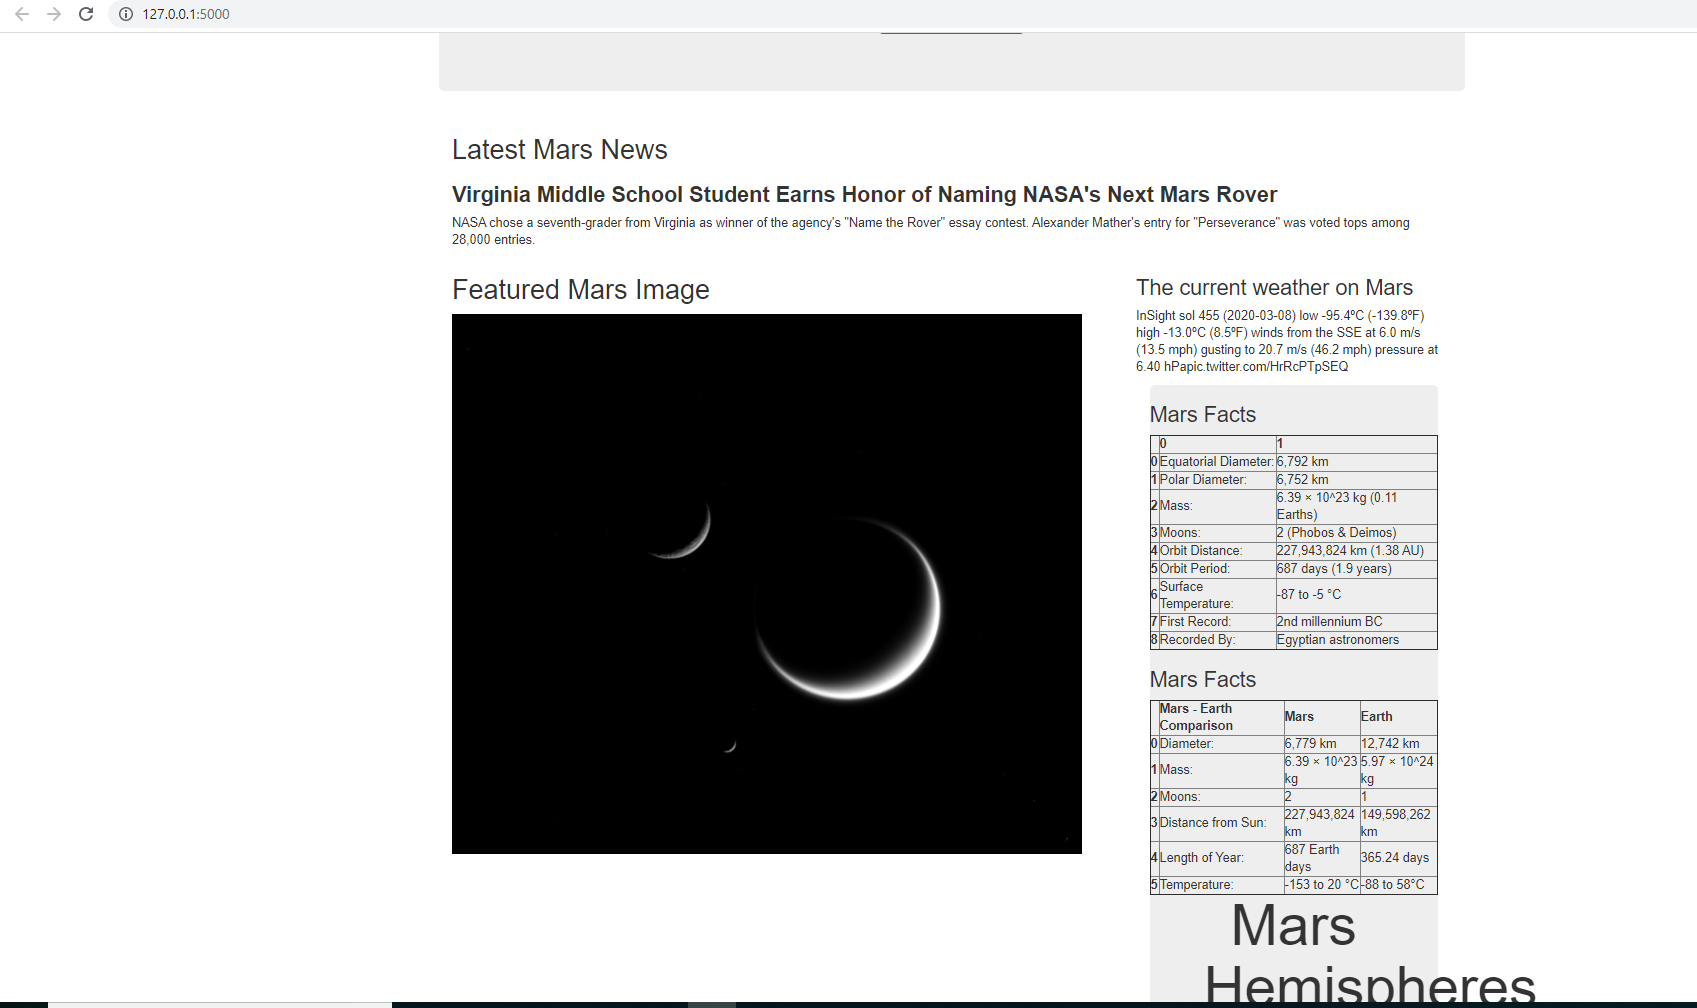 127.0.0.1:5000
Latest Mars News
Virginia Middle School Student Earns Honor of Naming NASA's Next Mars Rover
NASA chose a seventh-grader from Virginia as winner of the agency's "Name the Rover" essay contest. Alexander Mather's entry for "Perseverance" was voted tops among
28,000 entries.
Featured Mars Image
The current weather on Mars
InSight sol 455 (2020-03-08) low -95.4ºC (-139.8ºF)
high -13.0ºC (8.5ºF) winds from the SSE at 6.0 m/s
(13.5 mph) gusting to 20.7 m/s (46.2 mph) pressure at
6.40 hPapic.twitter.com/HrRcPTpSEQ
Mars Facts
0 1
0 Equatorial Diameter: 6,792 km
1 Polar Diameter: 6,752 km
2 Mass: 6.39 × 10^23 kg (0.11
Earths)
3 Moons: 2 (Phobos & Deimos)
4 Orbit Distance: 227,943,824 km (1.38 AU)
5 Orbit Period: 687 days (1.9 years)
6 Surface
Temperature: -87 to -5 °C
7 First Record: 2nd millennium BC
8 Recorded By: Egyptian astronomers
Mars Facts
Mars - Earth
Comparison Mars Earth
0 Diameter: 6,779 km 12,742 km
1 Mass: 6.39 × 10^23
kg 5.97 × 10^24
kg
2 Moons: 2 1
3 Distance from Sun: 227,943,824
km 149,598,262
km
4 Length of Year: 687 Earth
days 365.24 days
5 Temperature: -153 to 20 °C -88 to 58°C
Mars
Hemispheres